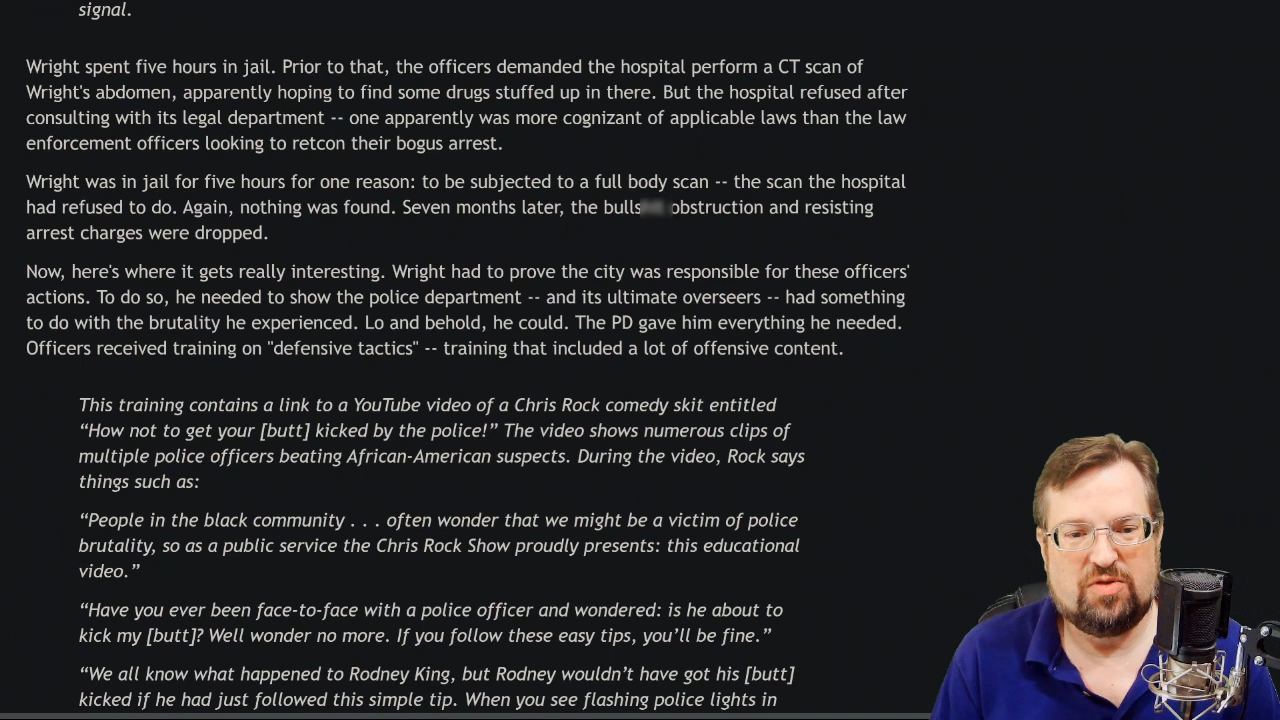 signal.
Wright spent five hours in jail. Prior to that, the officers demanded the hospital perform a CT scan of
Wright's abdomen, apparently hoping to find some drugs stuffed up in there. But the hospital refused after
consulting with its legal department -- one apparently was more cognizant of applicable laws than the law
enforcement officers looking to retcon their bogus arrest.
Wright was in jail for five hours for one reason: to be subjected to a full body scan -- the scan the hospital
had refused to do. Again, nothing was found. Seven months later, the bulls obstruction and resisting
arrest charges were dropped.
Now, here's where it gets really interesting. Wright had to prove the city was responsible for these officers'
actions. To do so, he needed to show the police department -- and its ultimate overseers -- had something
to do with the brutality he experienced. Lo and behold, he could. The PD gave him everything he needed.
Officers received training on "defensive tactics" -- training that included a lot of offensive content.
This training contains a link to a YouTube video of a Chris Rock comedy skit entitled
“How not to get your [butt] kicked by the police!” The video shows numerous clips of
multiple police officers beating African-American suspects. During the video, Rock says
things such as:
“People in the black community . . . often wonder that we might be a victim of police
brutality, so as a public service the Chris Rock Show proudly presents: this educational
video.”
“Have you ever been face-to-face with a police officer and wondered: is he about to
kick my [butt]? Well wonder no more. If you follow these easy tips, you’ll be fine.”
“We all know what happened to Rodney King, but Rodney wouldn’t have got his [butt]
kicked if he had just followed this simple tip. When you see flashing police lights in